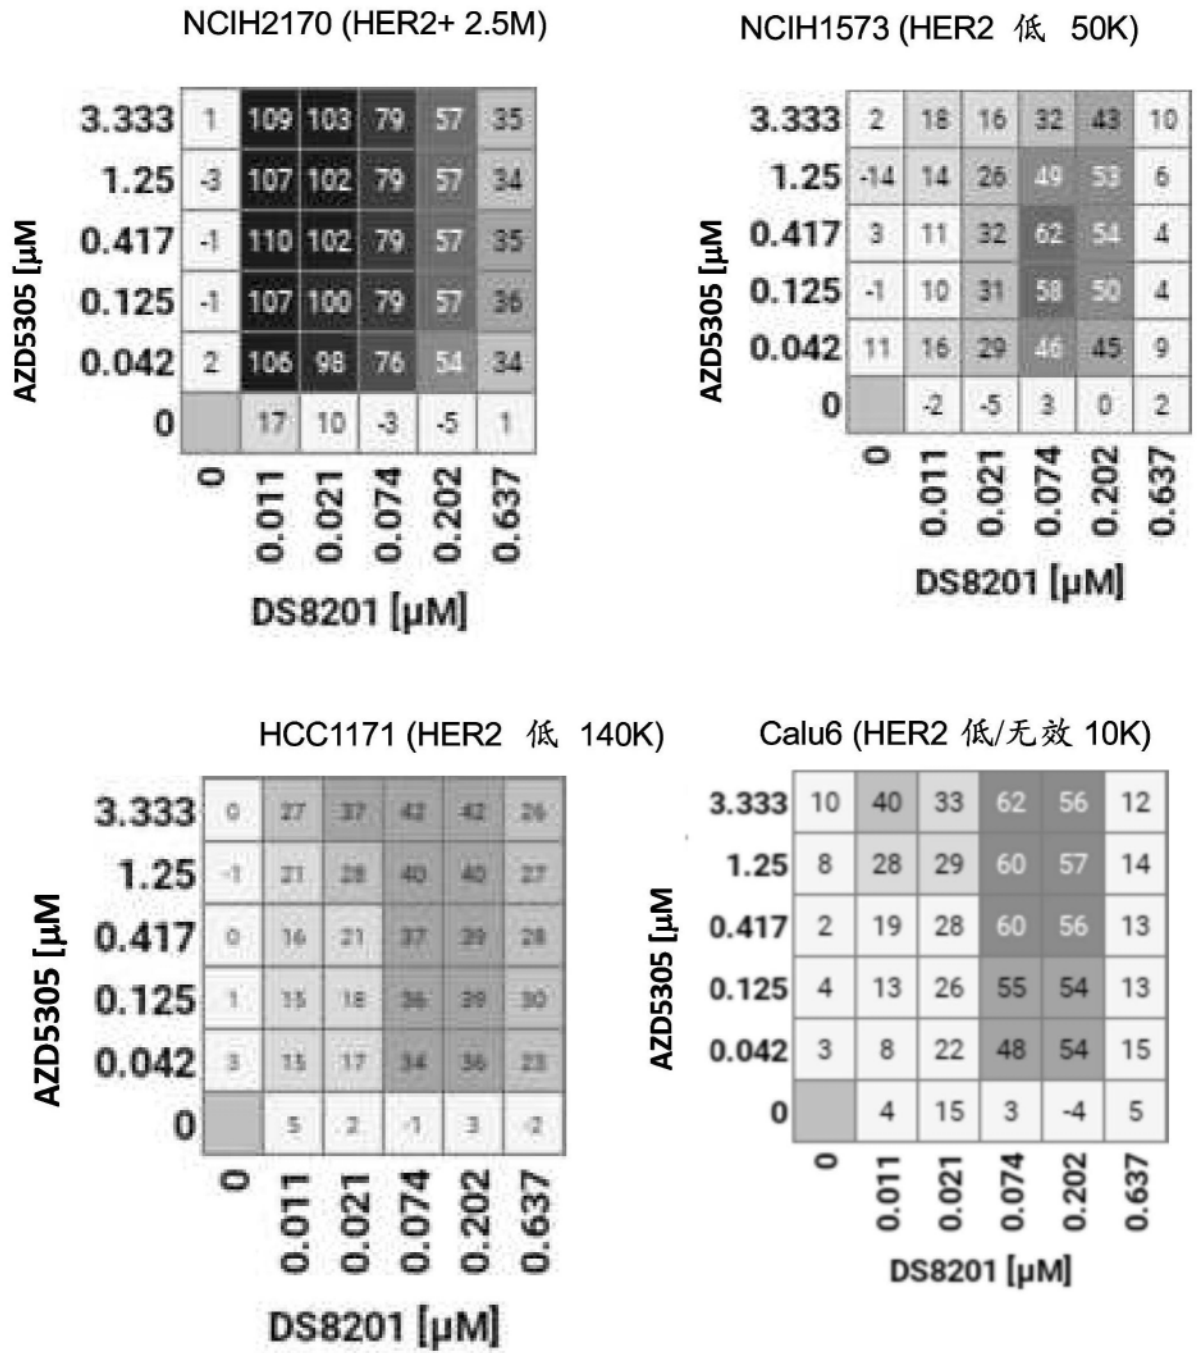 NCIH2170 (HER2+ 2.5M)
AZD5305 [µM
3.333 1 109 103 79 57 35
1.25 -3 107 102 79 57 34
0.417 -1 110 102 79 57 35
0.125 -1 107 100 79 57 36
0.042 2 106 98 76 54 34
0 17 10 -3 -5 1
0 0.011 0.021 0.074 0.202 0.637
DS8201 [µM]
NCIH1573 (HER2 低 50K)
AZD5305 [µM
3.333 2 18 16 32 43 10
1.25 -14 14 26 49 53 6
0.417 3 11 32 62 54 4
0.125 -1 10 31 58 50 4
0.042 11 16 29 46 45 9
0 -2 -5 3 0 2
0 0.011 0.021 0.074 0.202 0.637
DS8201 [µM]
HCC1171 (HER2 低 140K)
AZD5305 [µM
3.333 0 27 37 42 42 26
1.25 -1 21 28 40 40 27
0.417 0 16 21 37 39 28
0.125 1 15 18 36 39 30
0.042 3 15 17 34 36 23
0 5 2 -1 3 -2
0 0.011 0.021 0.074 0.202 0.637
DS8201 [µM]
Calu6 (HER2 低/无效 10K)
AZD5305 [µM
3.333 10 40 33 62 56 12
1.25 8 28 29 60 57 14
0.417 2 19 28 60 56 13
0.125 4 13 26 55 54 13
0.042 3 8 22 48 54 15
0 4 15 3 -4 5
0 0.011 0.021 0.074 0.202 0.637
DS8201 [µM]